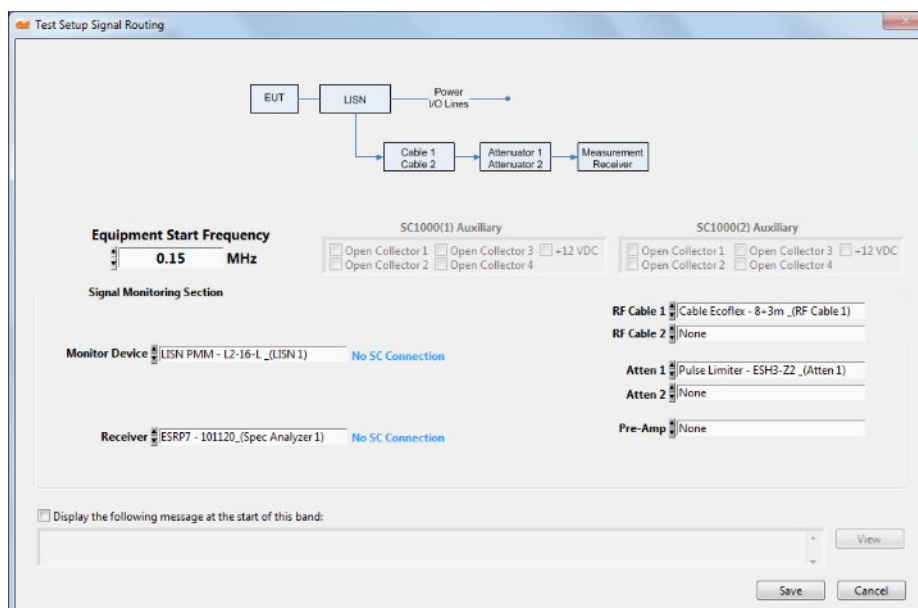 Test Setup Signal Routing
EUT
LISN
Power
I/O Lines
Cable 1
Cable 2
Attenuator 1
Attenuator 2
Measurement
Receiver
Equipment Start Frequency
0.15 MHz
SC1000(1) Auxiliary
Open Collector 1 Open Collector 3 +12 VDC
Open Collector 2 Open Collector 4
SC1000(2) Auxiliary
Open Collector 1 Open Collector 3 +12 VDC
Open Collector 2 Open Collector 4
Signal Monitoring Section
Monitor Device LISN PMM - L2-16-L _(LISN 1) No SC Connection
Receiver ESRP7 - 101120_(Spec Analyzer 1) No SC Connection
RF Cable 1 Cable Ecoflex - 8+3m _(RF Cable 1)
RF Cable 2 None
Atten 1 Pulse Limiter - ESH3-Z2 _(Atten 1)
Atten 2 None
Pre-Amp None
Display the following message at the start of this band:
View
Save Cancel